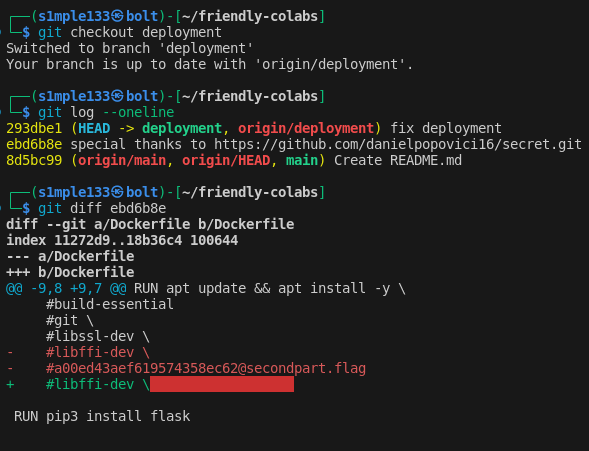 ┌──(s1mple133㉿bolt)-[~/friendly-colabs]
└─$ git checkout deployment
Switched to branch 'deployment'
Your branch is up to date with 'origin/deployment'.

┌──(s1mple133㉿bolt)-[~/friendly-colabs]
└─$ git log --oneline
293dbe1 (HEAD -> deployment, origin/deployment) fix deployment
ebd6b8e special thanks to https://github.com/danielpopovici16/secret.git
8d5bc99 (origin/main, origin/HEAD, main) Create README.md

┌──(s1mple133㉿bolt)-[~/friendly-colabs]
└─$ git diff ebd6b8e
diff --git a/Dockerfile b/Dockerfile
index 11272d9..18b36c4 100644
--- a/Dockerfile
+++ b/Dockerfile
@@ -9,8 +9,7 @@ RUN apt update && apt install -y \
     #build-essential
     #git \
     #libssl-dev \
-    #libffi-dev \
-    #a00ed43aef619574358ec62@secondpart.flag
+    #libffi-dev \

 RUN pip3 install flask